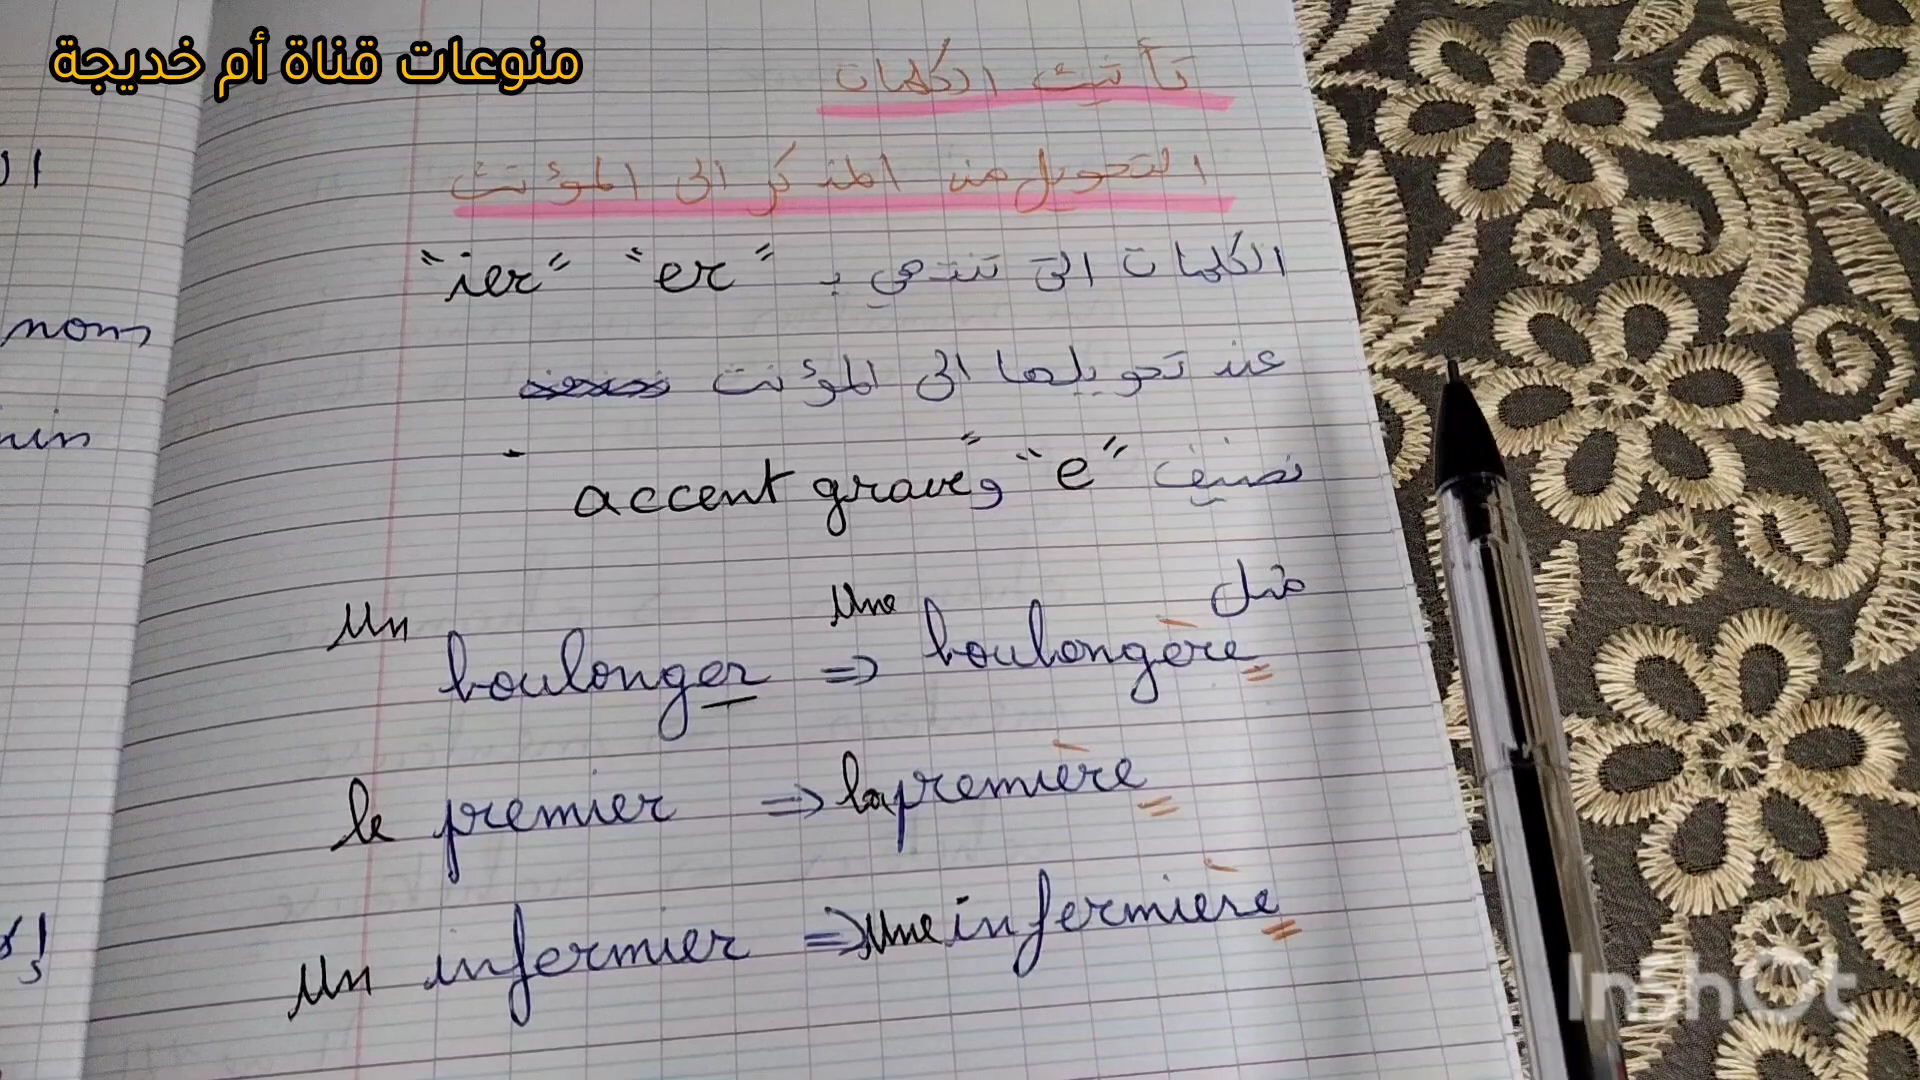 منوعات قناة أم خديجة
تأنيث الكلمات
التحويل من المذكر الى المؤنث
الكلمات التي تنتهي ب "er" "ier"
عند تحويلها الى المؤنث
نضيف "e" و "accent grave"
مثل
Un boulonger => Une boulongère
le premier => la première
Un infermier => Une infermière
nom
InShOt